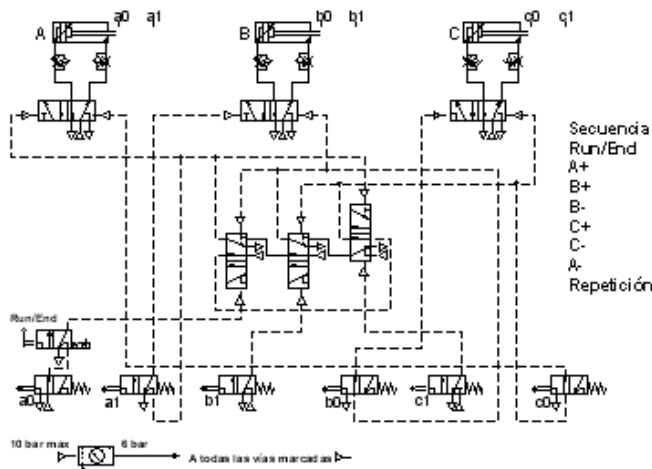 a0 a1
b0 b1
c0 c1
A
B
C
Secuencia
Run/End
A+
B+
B-
C+
C-
A-
Repetición
Run/End
a0
a1
b1
b0
c1
c0
10 bar max
6 bar
A todas las vías marcadas